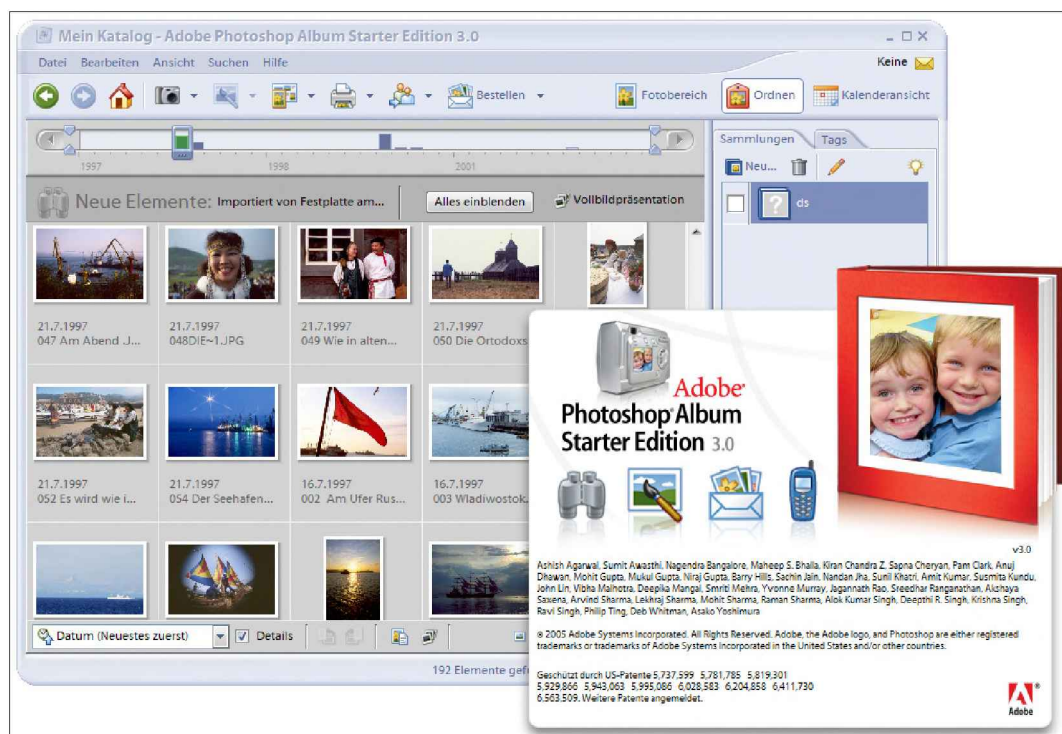 Mein Katalog - Adobe Photoshop Album Starter Edition 3.0
Datei Bearbeiten Ansicht Suchen Hilfe
Keine
Bestellen
Fotobereich
Ordnen
Kalenderansicht
1997 1998 2001
Sammlungen Tags
Neu...
ds
Neue Elemente: Importiert von Festplatte am...
Alles einblenden
Vollbildpräsentation
21.7.1997 21.7.1997 21.7.1997 21.7.1997
047 Am Abend .J... 048DIE~1.JPG 049 Wie in alten... 050 Die Ortodoxs
21.7.1997 21.7.1997 16.7.1997 16.7.1997
052 Es wird wie i... 054 Der Seehafen... 002 Am Ufer Rus... 003 Wladiwostok.
Datum (Neuestes zuerst)
Details
192 Elemente gef
Adobe
Photoshop Album
Starter Edition 3.0
v3.0
Ashish Agarwal, Sumit Awasthi, Nagendra Bangalore, Maheep S. Bhalla, Kiran Chandra Z, Sapna Cheryan, Pam Clark, Anuj
Dhawan, Mohit Gupta, Mukul Gupta, Niraj Gupta, Barry Hills, Sachin Jain, Nandan Jha, Sunil Khatri, Amit Kumar, Susmita Kundu,
John Lin, Vibha Malhotra, Deepika Mangal, Smriti Mehra, Yvonne Murray, Jagannath Rao, Sreedhar Ranganathan, Akshaya
Saxena, Arvind Sharma, Lekhraj Sharma, Mohit Sharma, Raman Sharma, Alok Kumar Singh, Deepthi R. Singh, Krishna Singh,
Ravi Singh, Philip Ting, Deb Whitman, Asako Yoshimura
© 2005 Adobe Systems Incorporated. All Rights Reserved. Adobe, the Adobe logo, and Photoshop are either registered
trademarks or trademarks of Adobe Systems Incorporated in the United States and/or other countries.
Geschützt durch US-Patente 5,737,599 5,781,785 5,819,301
5,929,866 5,943,063 5,995,086 6,028,583 6,204,858 6,411,730
6,563,509. Weitere Patente angemeldet.
Adobe